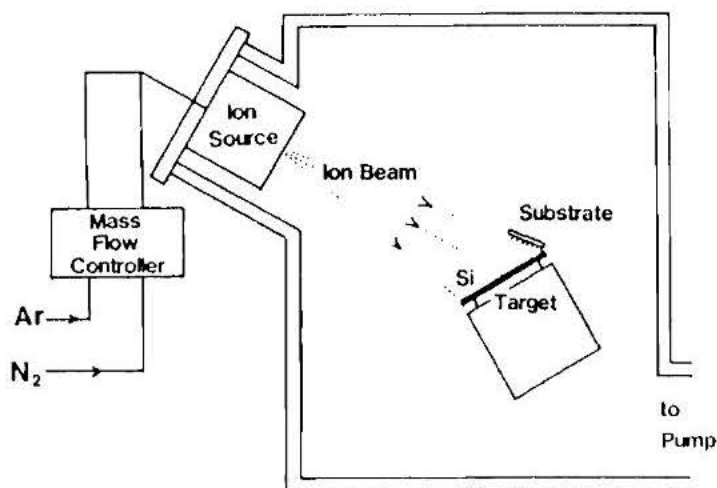 Ion
Source
Ion Beam
Mass
Flow
Controller
Substrate
Si
Target
Ar
N₂
to
Pump